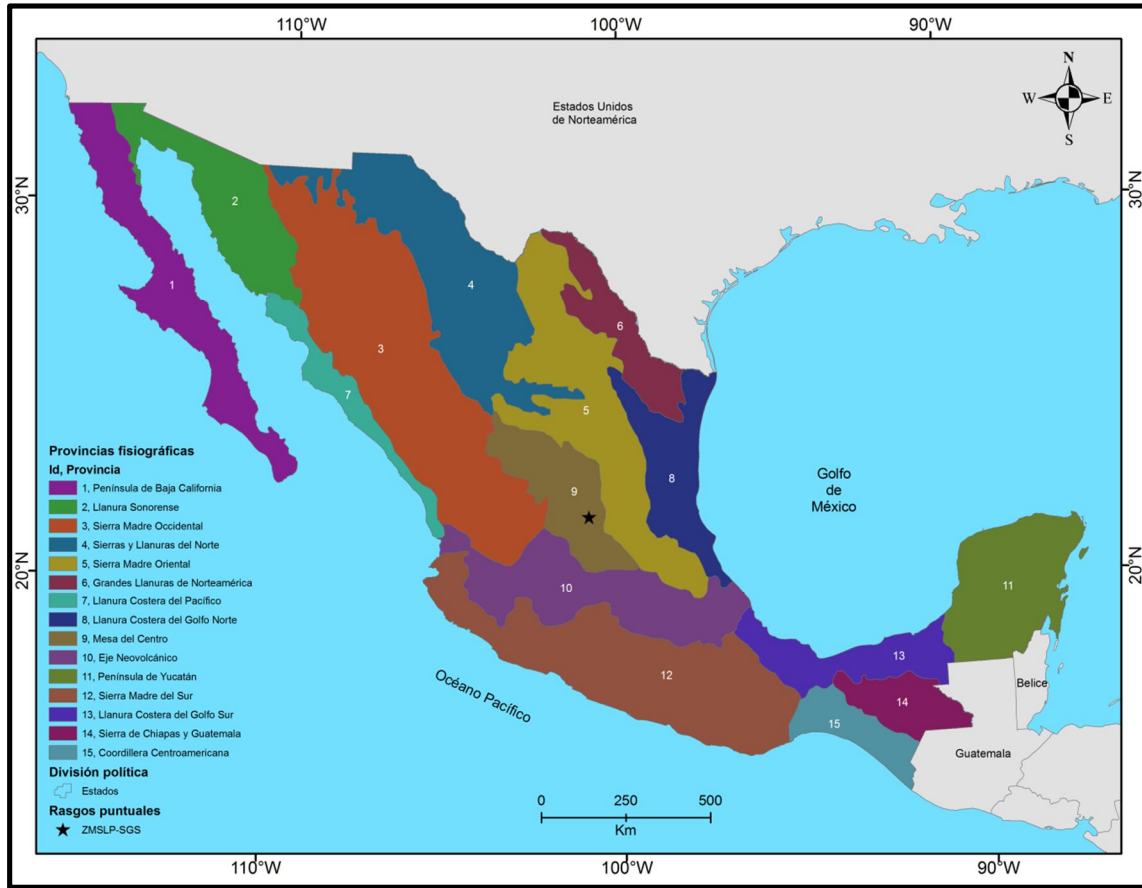 110°W 100°W 90°W
N
W E
S
Estados Unidos
de Norteamérica
30°N 30°N
2
1
4
6
3
7
5
8
9
Golfo
de
México
20°N 20°N
10
11
12
13
Belice
14
15
Guatemala
Océano Pacífico
Provincias fisiográficas
Id, Provincia
1, Península de Baja California
2, Llanura Sonorense
3, Sierra Madre Occidental
4, Sierras y Llanuras del Norte
5, Sierra Madre Oriental
6, Grandes Llanuras de Norteamérica
7, Llanura Costera del Pacífico
8, Llanura Costera del Golfo Norte
9, Mesa del Centro
10, Eje Neovolcánico
11, Península de Yucatán
12, Sierra Madre del Sur
13, Llanura Costera del Golfo Sur
14, Sierra de Chiapas y Guatemala
15, Coordillera Centroamericana
División política
Estados
Rasgos puntuales
ZMSLP-SGS
0 250 500
Km
110°W 100°W 90°W